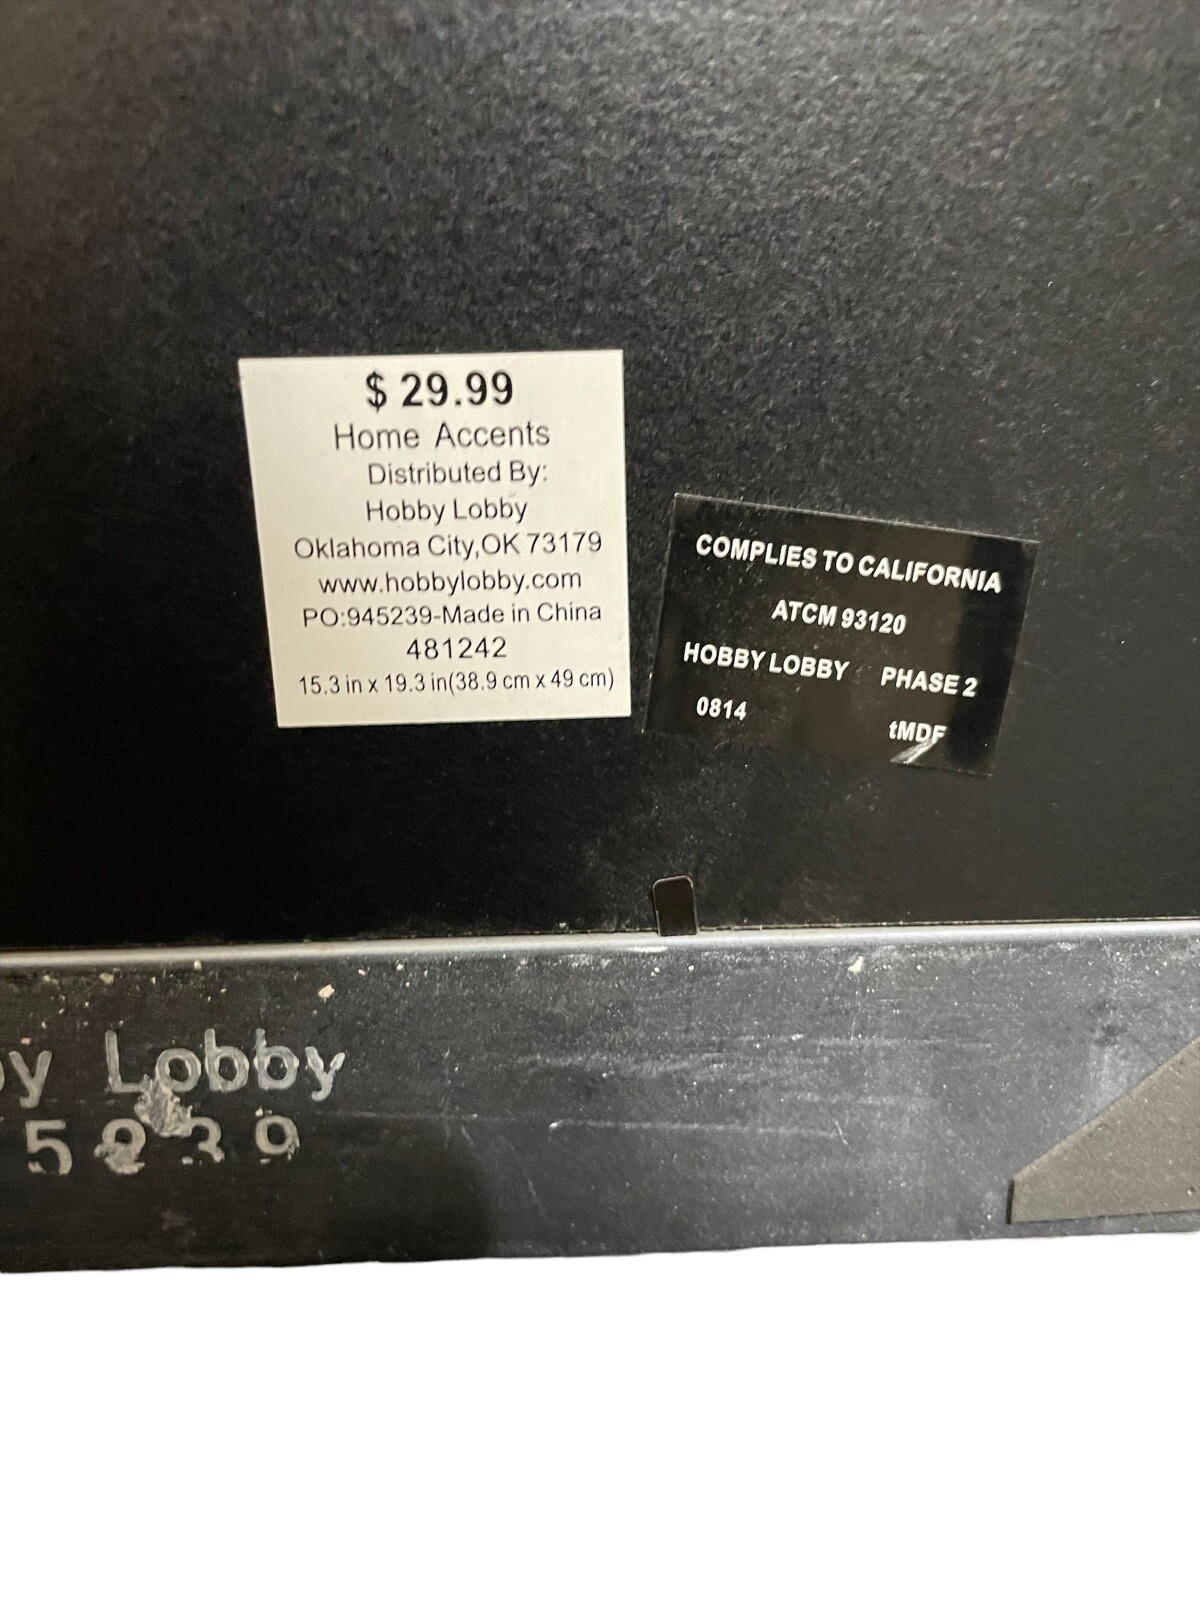 $ 29.99
Home Accents
Distributed By:
Hobby Lobby
Oklahoma City,OK 73179
www.hobbylobby.com
PO:945239-Made in China
481242
15.3 in x 19.3 in(38.9 cm x 49 cm)
COMPLIES TO CALIFORNIA
ATCM 93120
HOBBY LOBBY PHASE 2
0814 tMDF
y Lobby
5239